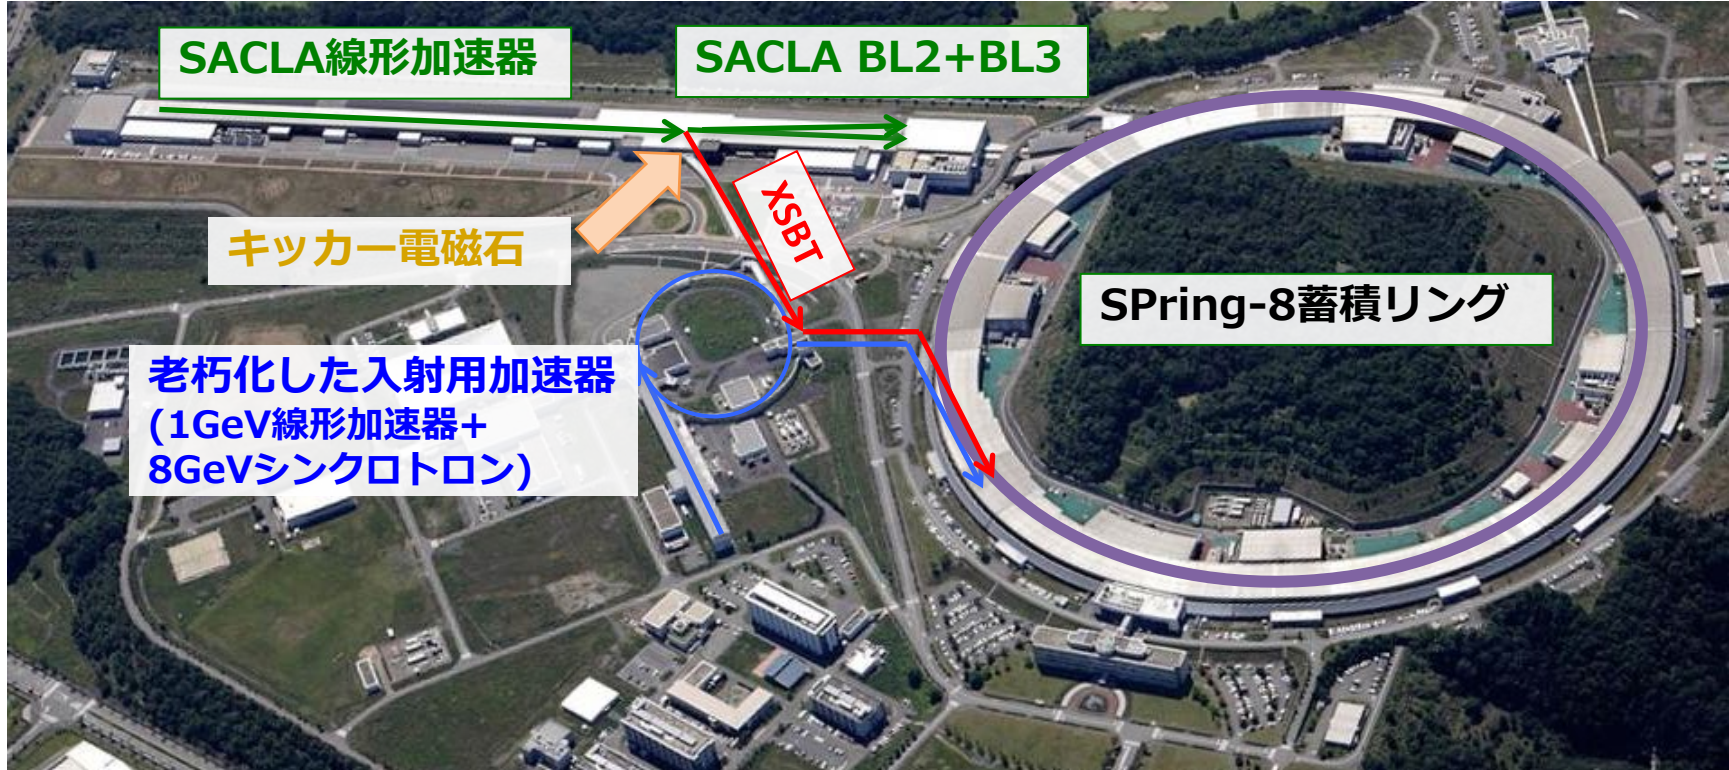 SACLA線形加速器
SACLA BL2+BL3
キッカー電磁石
XSBT
SPring-8蓄積リング
老朽化した入射用加速器
(1GeV線形加速器+
8GeVシンクロトロン)